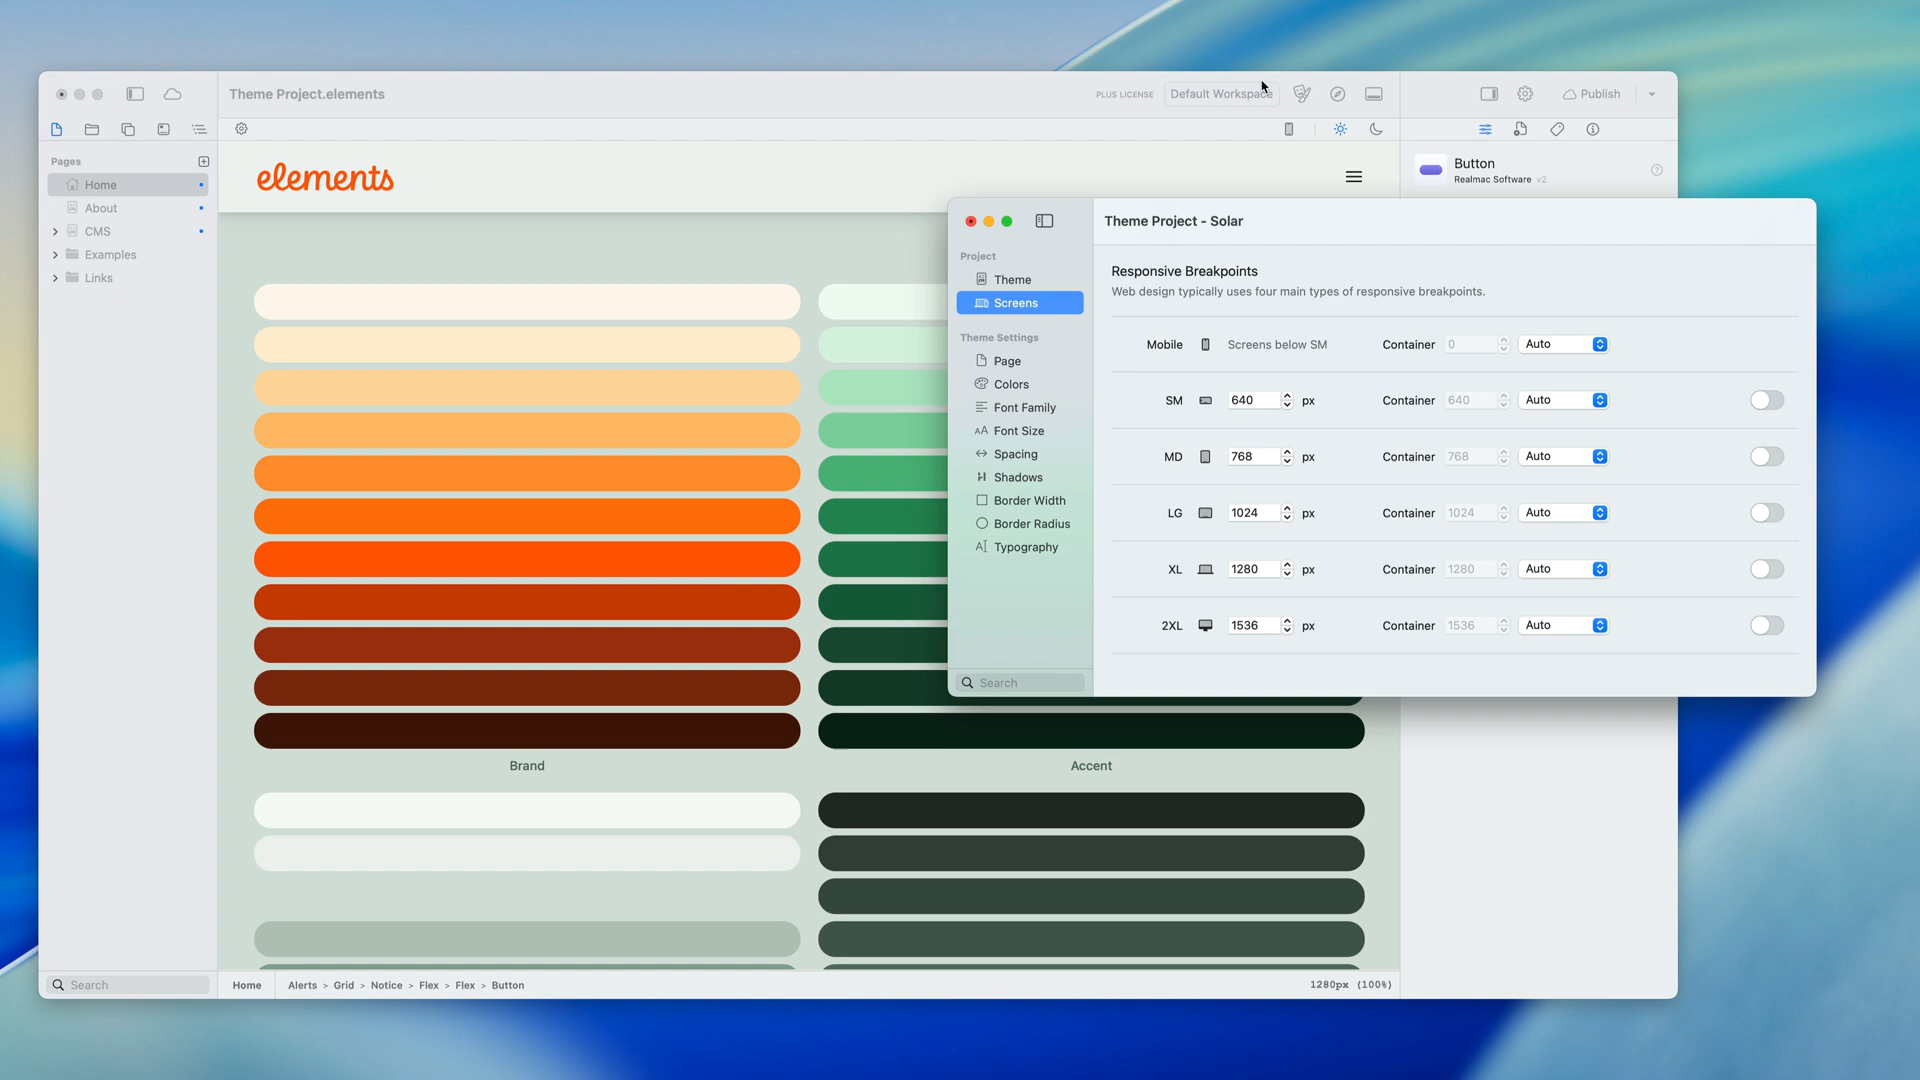 Theme Project.elements
PLUS LICENSE
Default Workspace
Publish
Pages
Home
About
CMS
Examples
Links
elements
Button
Realmac Software v2
Theme Project - Solar
Project
Theme
Screens
Theme Settings
Page
Colors
Font Family
Font Size
Spacing
Shadows
Border Width
Border Radius
Typography
Search
Responsive Breakpoints
Web design typically uses four main types of responsive breakpoints.
Mobile Screens below SM Container 0 Auto
SM 640 px Container 640 Auto
MD 768 px Container 768 Auto
LG 1024 px Container 1024 Auto
XL 1280 px Container 1280 Auto
2XL 1536 px Container 1536 Auto
Brand
Accent
Search
Home
Alerts > Grid > Notice > Flex > Flex > Button
1280px (100%)